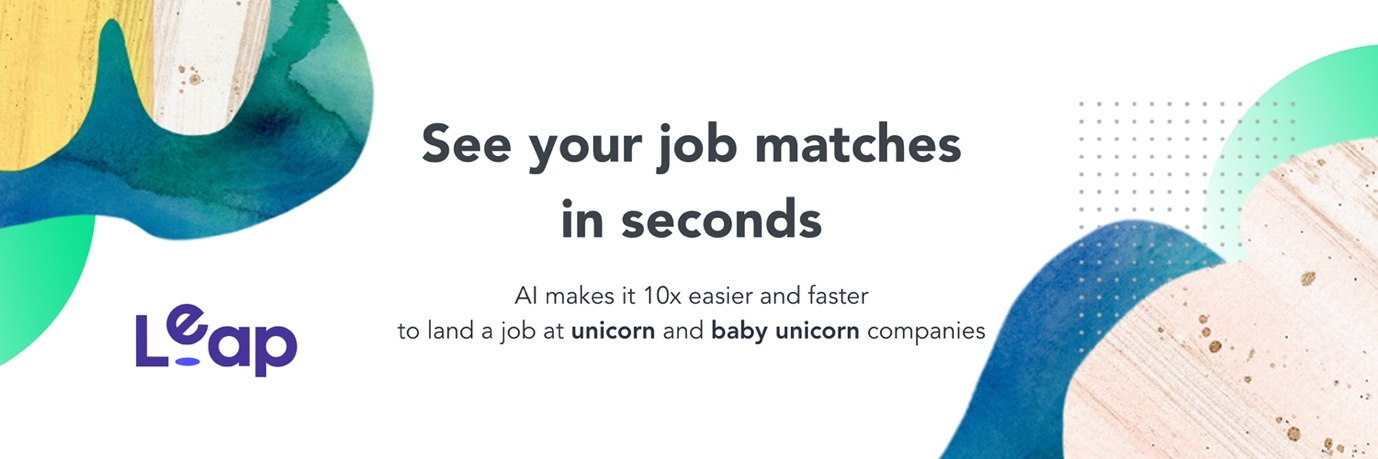 See your job matches
in seconds
AI makes it 10x easier and faster
to land a job at unicorn and baby unicorn companies
Leap